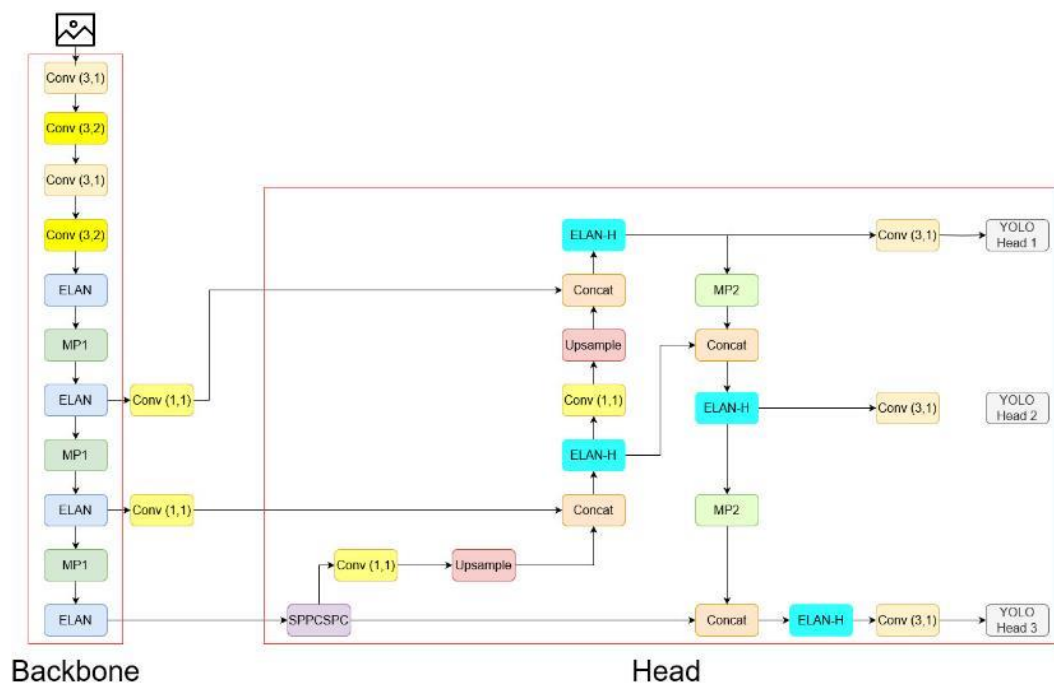 Conv (3,1)
Conv (3,2)
Conv (3,1)
Conv (3,2)
ELAN
MP1
ELAN
Conv (1,1)
MP1
ELAN
Conv (1,1)
MP1
ELAN
Backbone
ELAN-H
Conv (3,1)
YOLO
Head 1
Concat
MP2
Upsample
Concat
Conv (1,1)
ELAN-H
Conv (3,1)
YOLO
Head 2
ELAN-H
Concat
MP2
Conv (1,1)
Upsample
SPPCSPC
Concat
ELAN-H
Conv (3,1)
YOLO
Head 3
Head